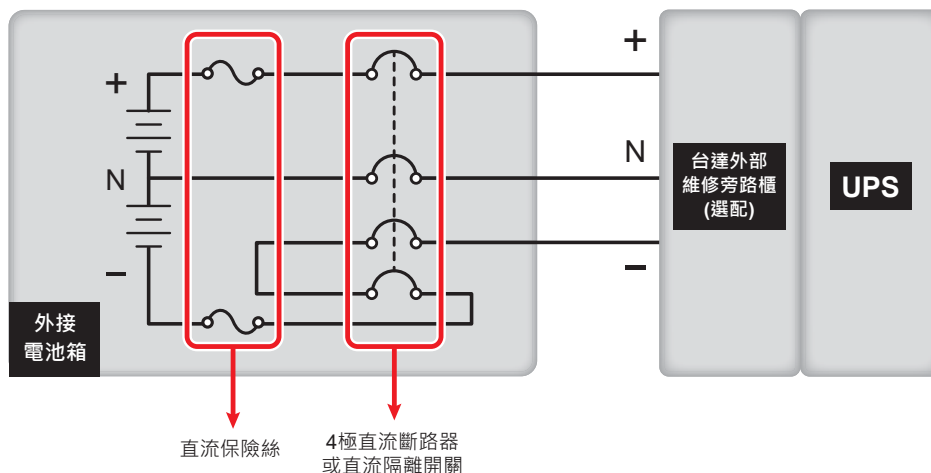 +
N
−
外接
電池箱
+
N
−
台達外部
維修旁路櫃
(選配)
UPS
直流保險絲
4極直流斷路器
或直流隔離開關